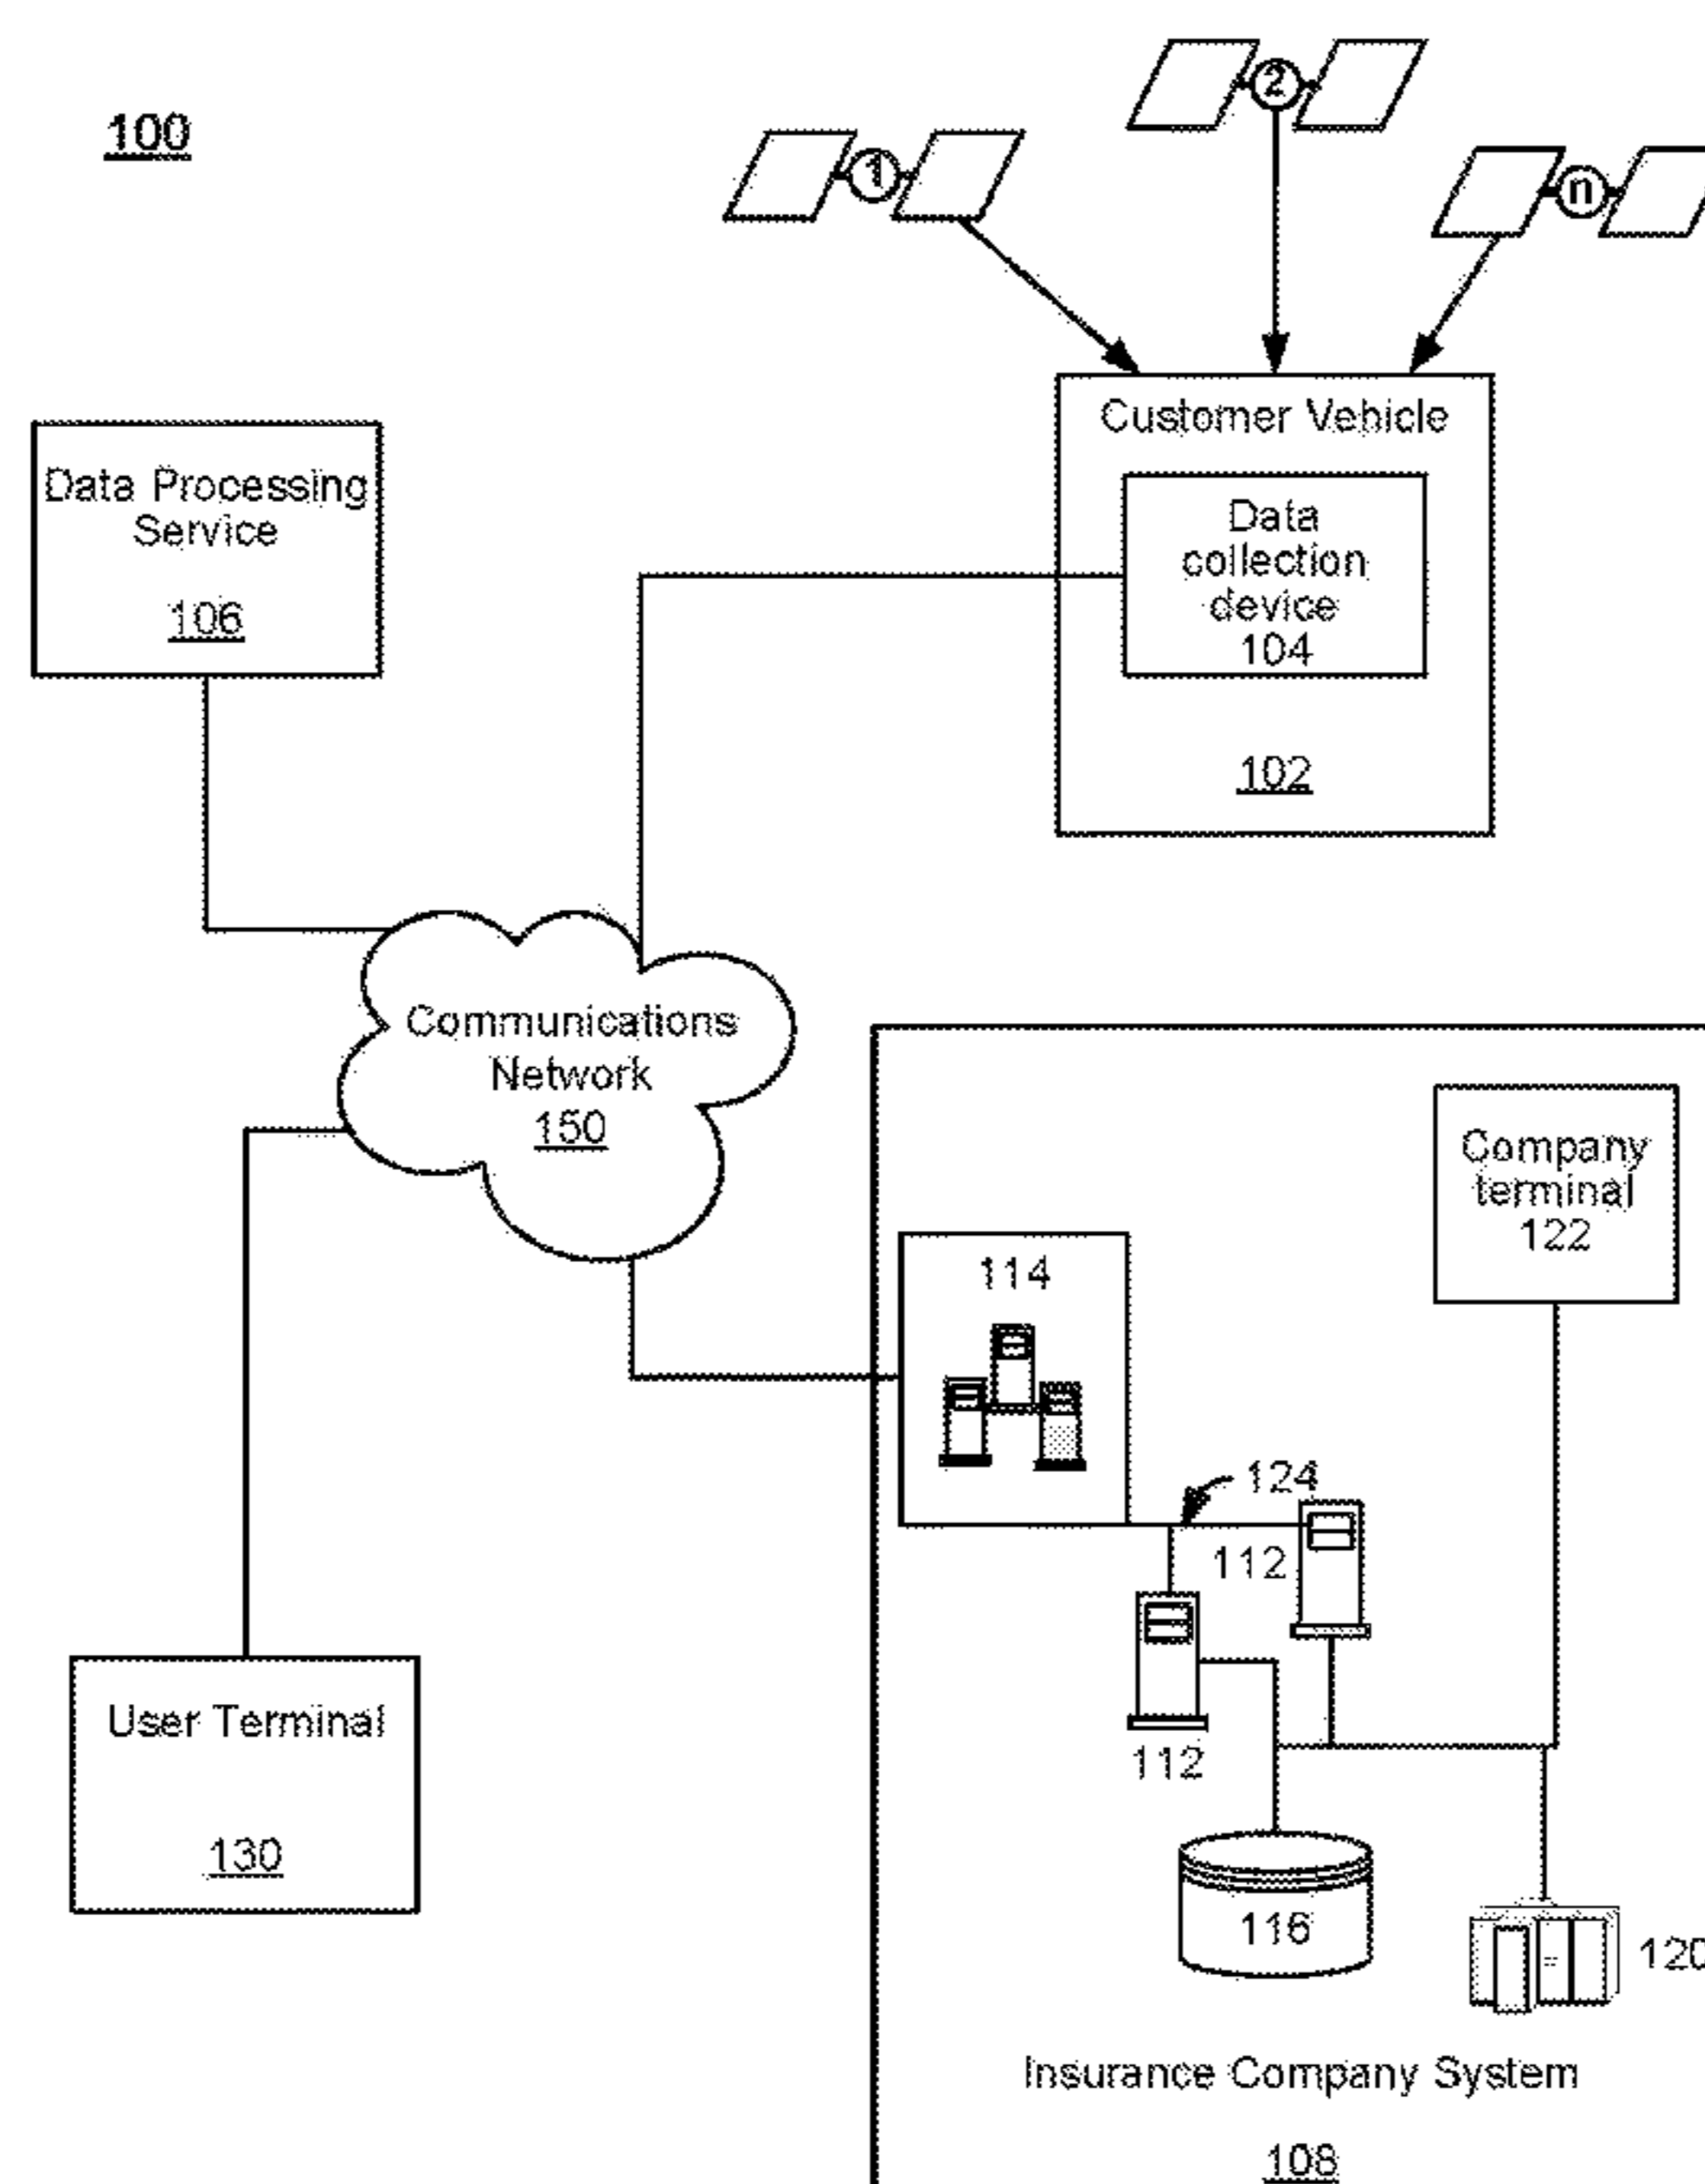 100
1
2
n
Customer Vehicle
Data
collection
device
104
102
Data Processing
Service
106
Communications
Network
150
Company
terminal
122
114
124
112
112
116
120
User Terminal
130
Insurance Company System
108